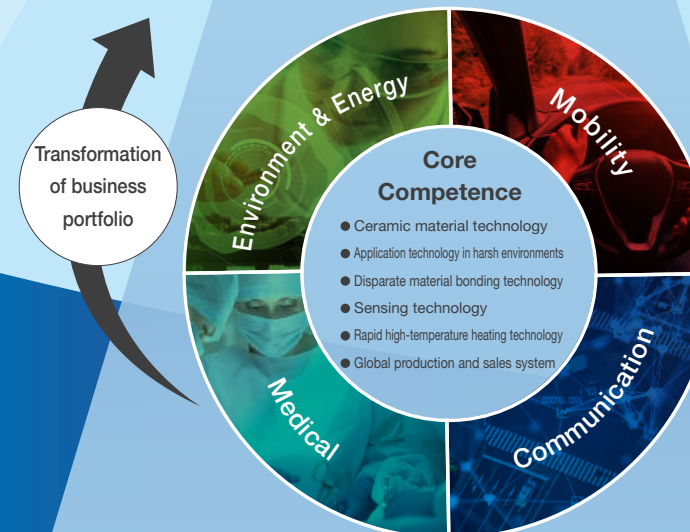 Transformation
of business
portfolio
Environment & Energy
Mobility
Core
Competence
● Ceramic material technology
● Application technology in harsh environments
● Disparate material bonding technology
● Sensing technology
● Rapid high-temperature heating technology
● Global production and sales system
Medical
Communication